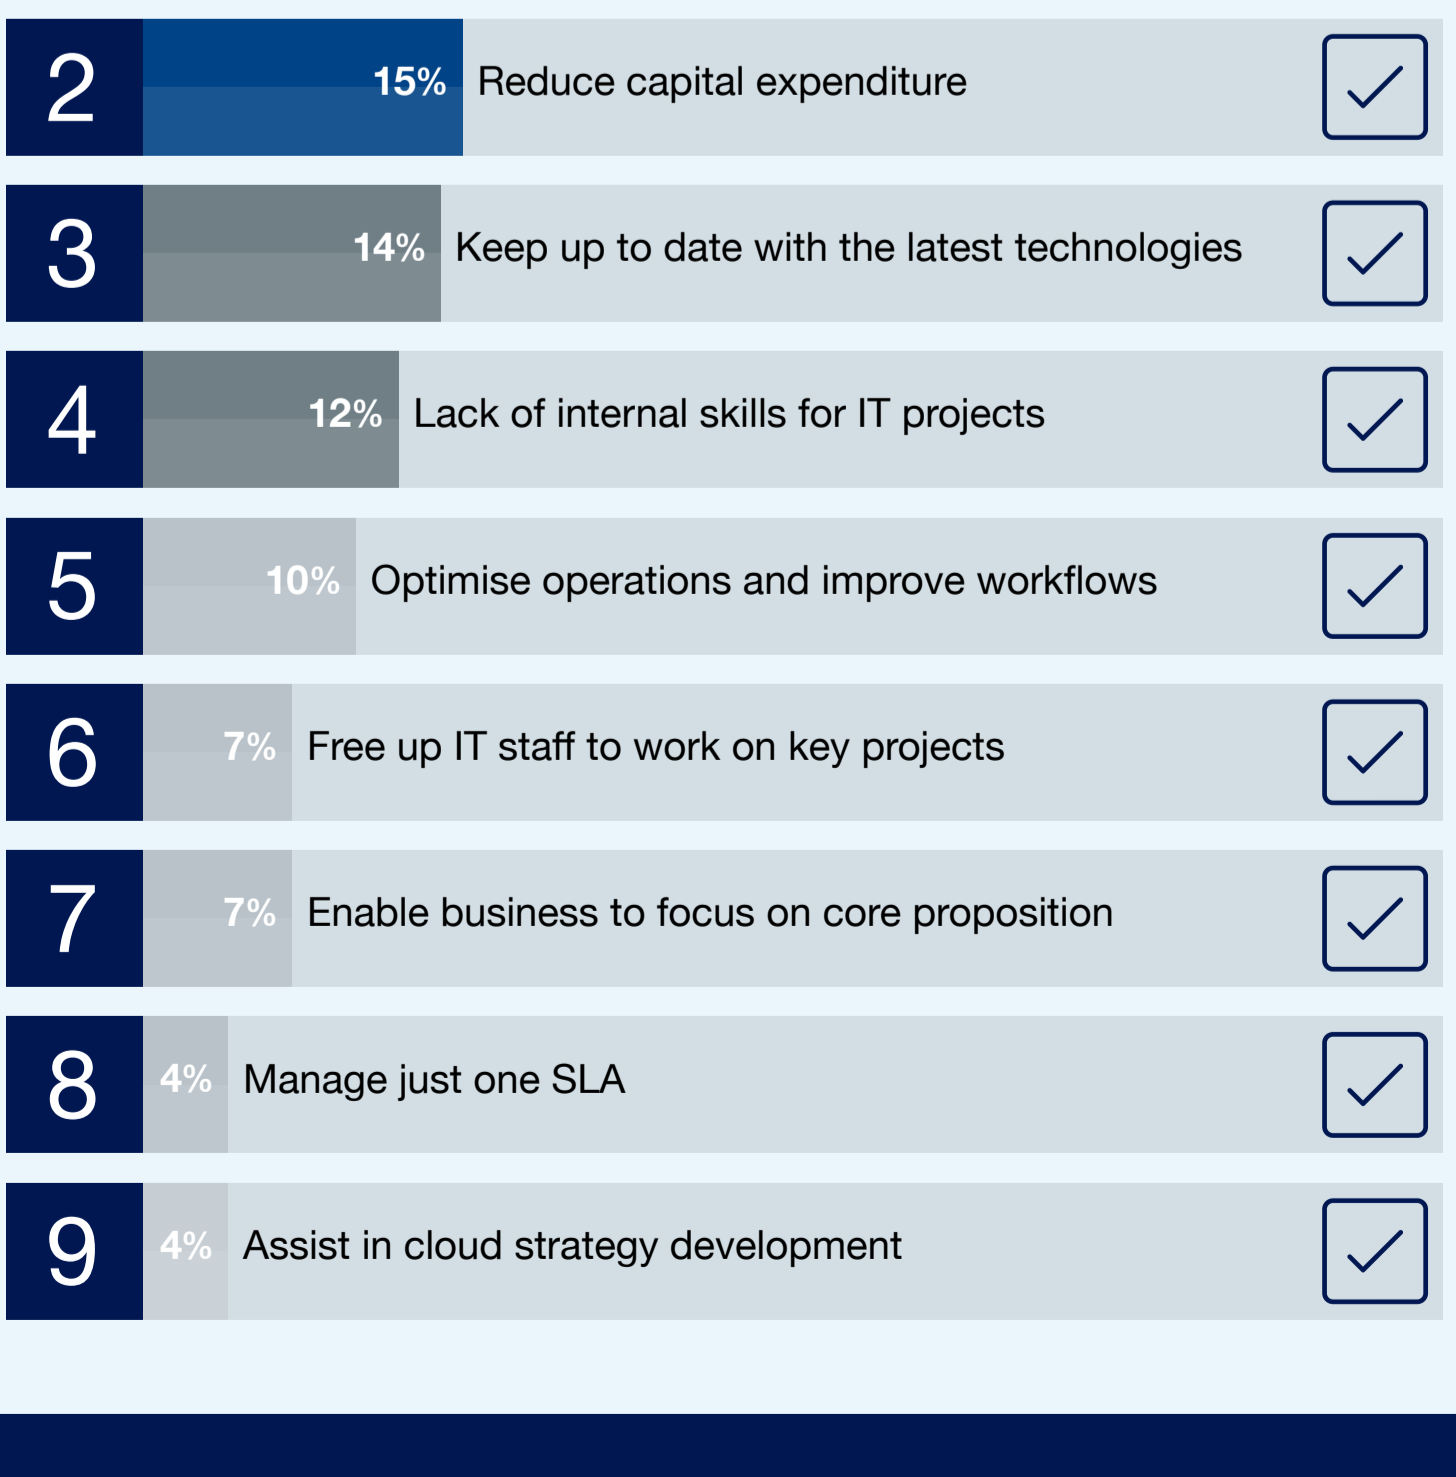 2 15% Reduce capital expenditure
3 14% Keep up to date with the latest technologies
4 12% Lack of internal skills for IT projects
5 10% Optimise operations and improve workflows
6 7% Free up IT staff to work on key projects
7 7% Enable business to focus on core proposition
8 4% Manage just one SLA
9 4% Assist in cloud strategy development